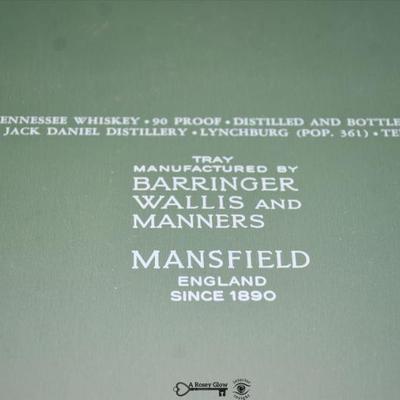 ENNESSEE WHISKEY • 90 PROOF • DISTILLED AND BOTTLE
JACK DANIEL DISTILLERY • LYNCHBURG (POP. 361) • TE
TRAY
MANUFACTURED BY
BARRINGER
WALLIS AND
MANNERS
MANSFIELD
ENGLAND
SINCE 1890
A Rosey Glow